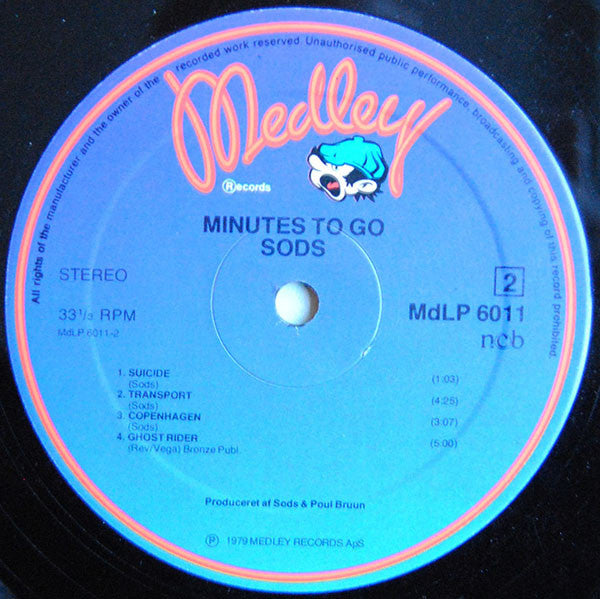 All rights of the manufacturer and the owner of the recorded work reserved. Unauthorised public performance, broadcasting and copying of this record prohibited.
Medley
Records
MINUTES TO GO
SODS
STEREO
2
33 1/3 RPM
MdLP 6011
MdLP 6011-2
ncb
1. SUICIDE
(Sods) (1:03)
2. TRANSPORT
(Sods) (4:25)
3. COPENHAGEN
(Sods) (3:07)
4. GHOST RIDER
(Rev/Vega) Bronze Publ. (5:00)
Produceret af Sods & Poul Bruun
Ⓟ 1979 MEDLEY RECORDS ApS